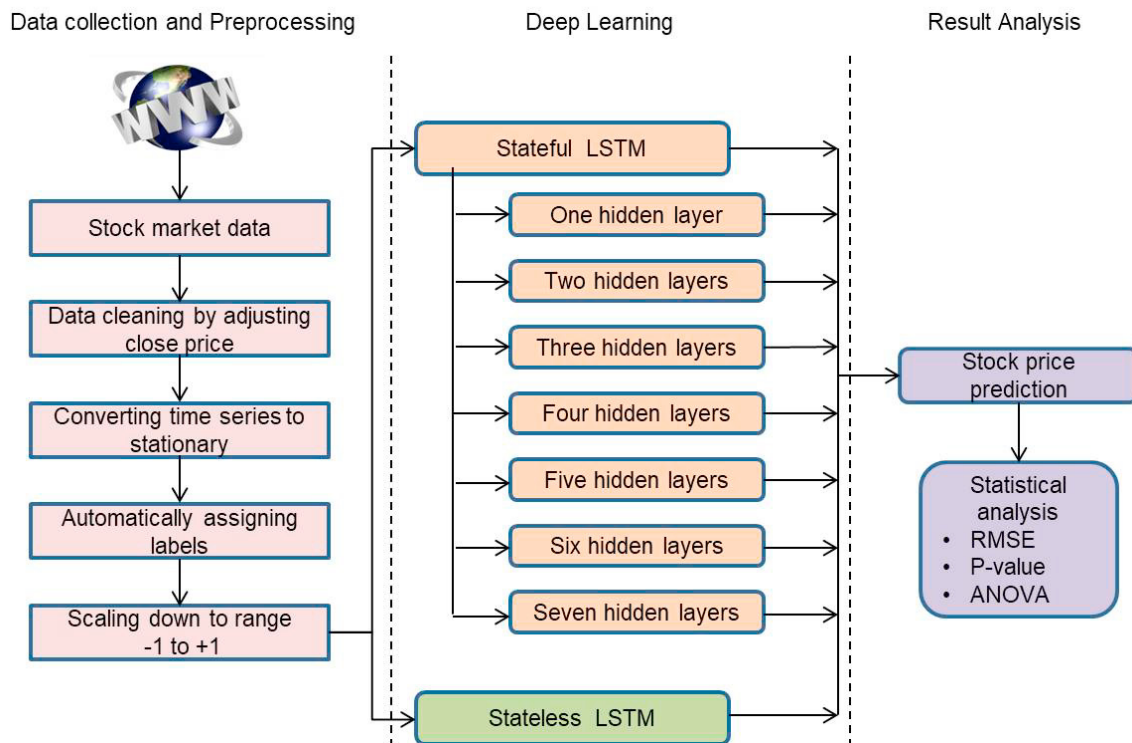 Data collection and Preprocessing
Deep Learning
Result Analysis
WWW
Stock market data
Data cleaning by adjusting
close price
Converting time series to
stationary
Automatically assigning
labels
Scaling down to range
-1 to +1
Stateful LSTM
One hidden layer
Two hidden layers
Three hidden layers
Four hidden layers
Five hidden layers
Six hidden layers
Seven hidden layers
Stateless LSTM
Stock price
prediction
Statistical
analysis
• RMSE
• P-value
• ANOVA